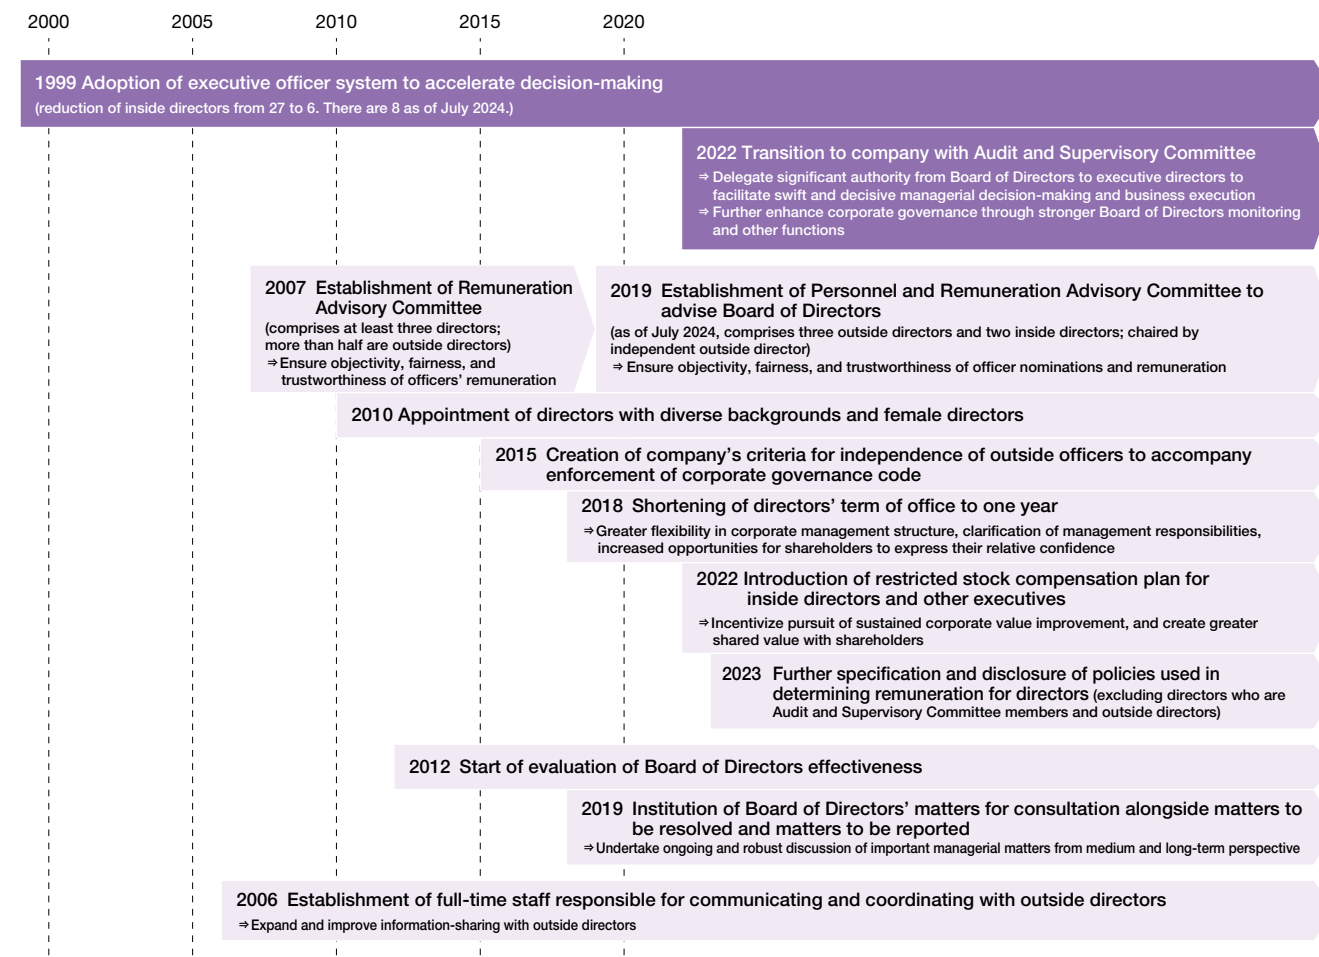 2000 2005 2010 2015 2020
1999 Adoption of executive officer system to accelerate decision-making
(reduction of inside directors from 27 to 6. There are 8 as of July 2024.)
2022 Transition to company with Audit and Supervisory Committee
⇒ Delegate significant authority from Board of Directors to executive directors to
facilitate swift and decisive managerial decision-making and business execution
⇒ Further enhance corporate governance through stronger Board of Directors monitoring
and other functions
2007 Establishment of Remuneration
Advisory Committee
(comprises at least three directors;
more than half are outside directors)
⇒ Ensure objectivity, fairness, and
trustworthiness of officers’ remuneration
2019 Establishment of Personnel and Remuneration Advisory Committee to
advise Board of Directors
(as of July 2024, comprises three outside directors and two inside directors; chaired by
independent outside director)
⇒ Ensure objectivity, fairness, and trustworthiness of officer nominations and remuneration
2010 Appointment of directors with diverse backgrounds and female directors
2015 Creation of company’s criteria for independence of outside officers to accompany
enforcement of corporate governance code
2018 Shortening of directors’ term of office to one year
⇒ Greater flexibility in corporate management structure, clarification of management responsibilities,
increased opportunities for shareholders to express their relative confidence
2022 Introduction of restricted stock compensation plan for
inside directors and other executives
⇒ Incentivize pursuit of sustained corporate value improvement, and create greater
shared value with shareholders
2023 Further specification and disclosure of policies used in
determining remuneration for directors (excluding directors who are
Audit and Supervisory Committee members and outside directors)
2012 Start of evaluation of Board of Directors effectiveness
2019 Institution of Board of Directors’ matters for consultation alongside matters to
be resolved and matters to be reported
⇒ Undertake ongoing and robust discussion of important managerial matters from medium and long-term perspective
2006 Establishment of full-time staff responsible for communicating and coordinating with outside directors
⇒ Expand and improve information-sharing with outside directors